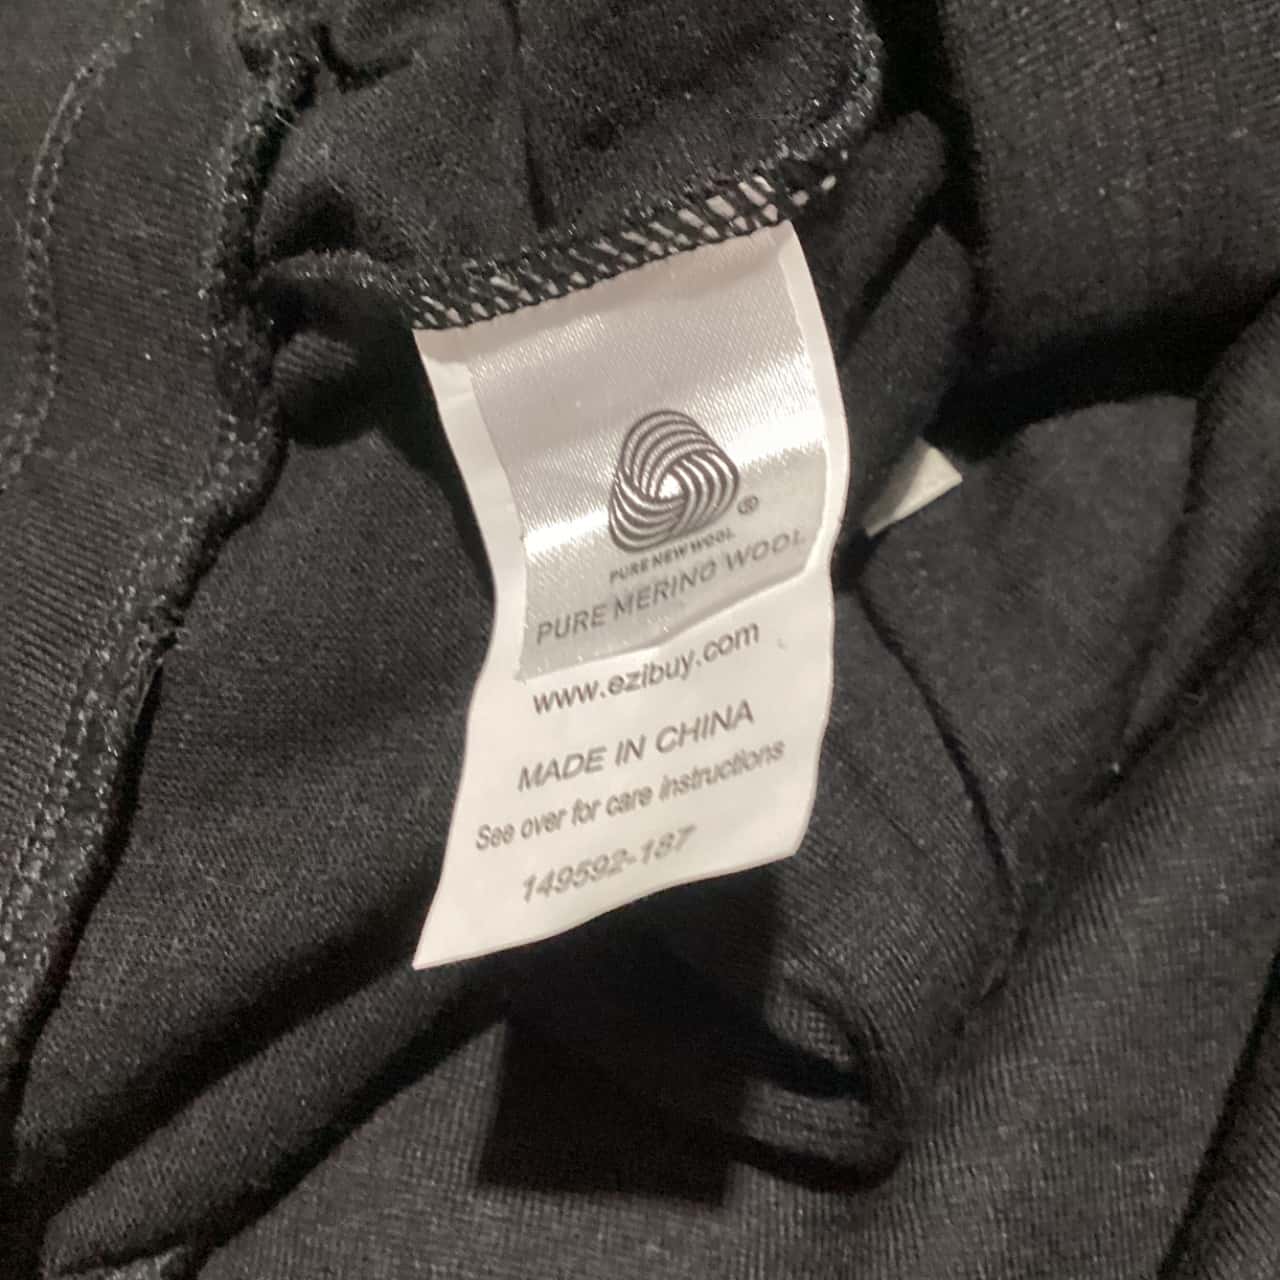 ®
PURE NEW WOOL
PURE MERINO WOOL
www.ezibuy.com
MADE IN CHINA
See over for care instructions
149592-187